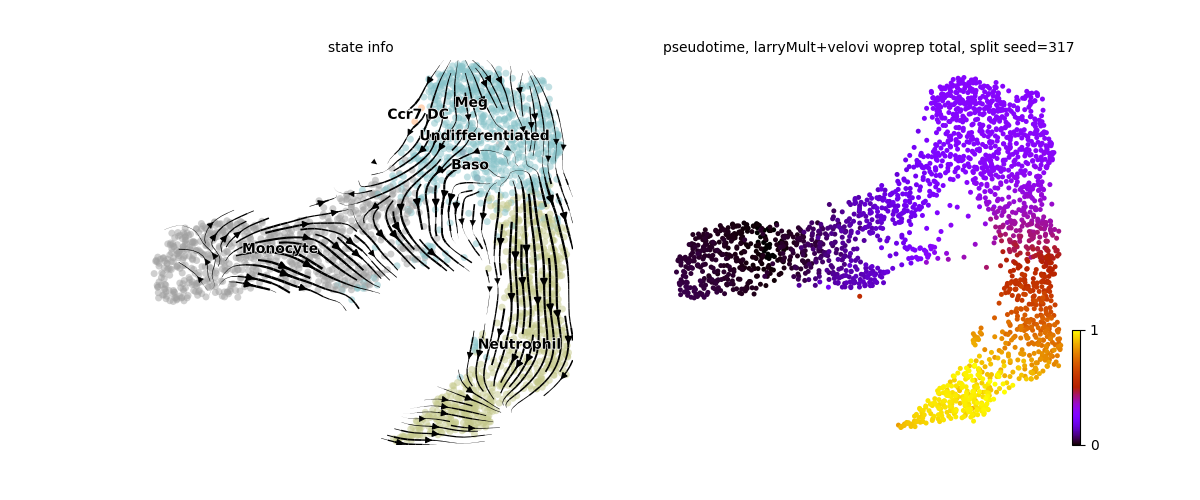 state info
Meg
Ccr7 DC
Undifferentiated
Baso
Monocyte
Neutrophil
pseudotime, larryMult+velovi woprep total, split seed=317
1
0